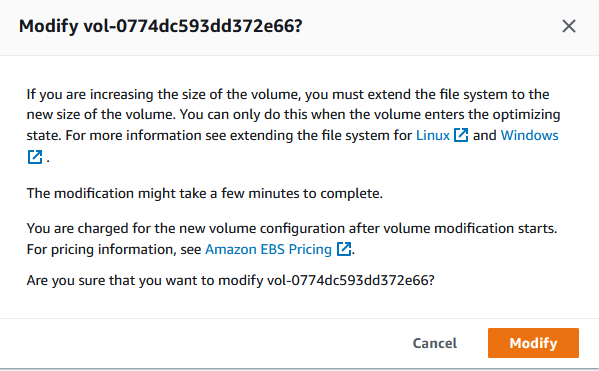 Modify vol-0774dc593dd372e66?
If you are increasing the size of the volume, you must extend the file system to the
new size of the volume. You can only do this when the volume enters the optimizing
state. For more information see extending the file system for Linux and Windows
.
The modification might take a few minutes to complete.
You are charged for the new volume configuration after volume modification starts.
For pricing information, see Amazon EBS Pricing .
Are you sure that you want to modify vol-0774dc593dd372e66?
Cancel Modify